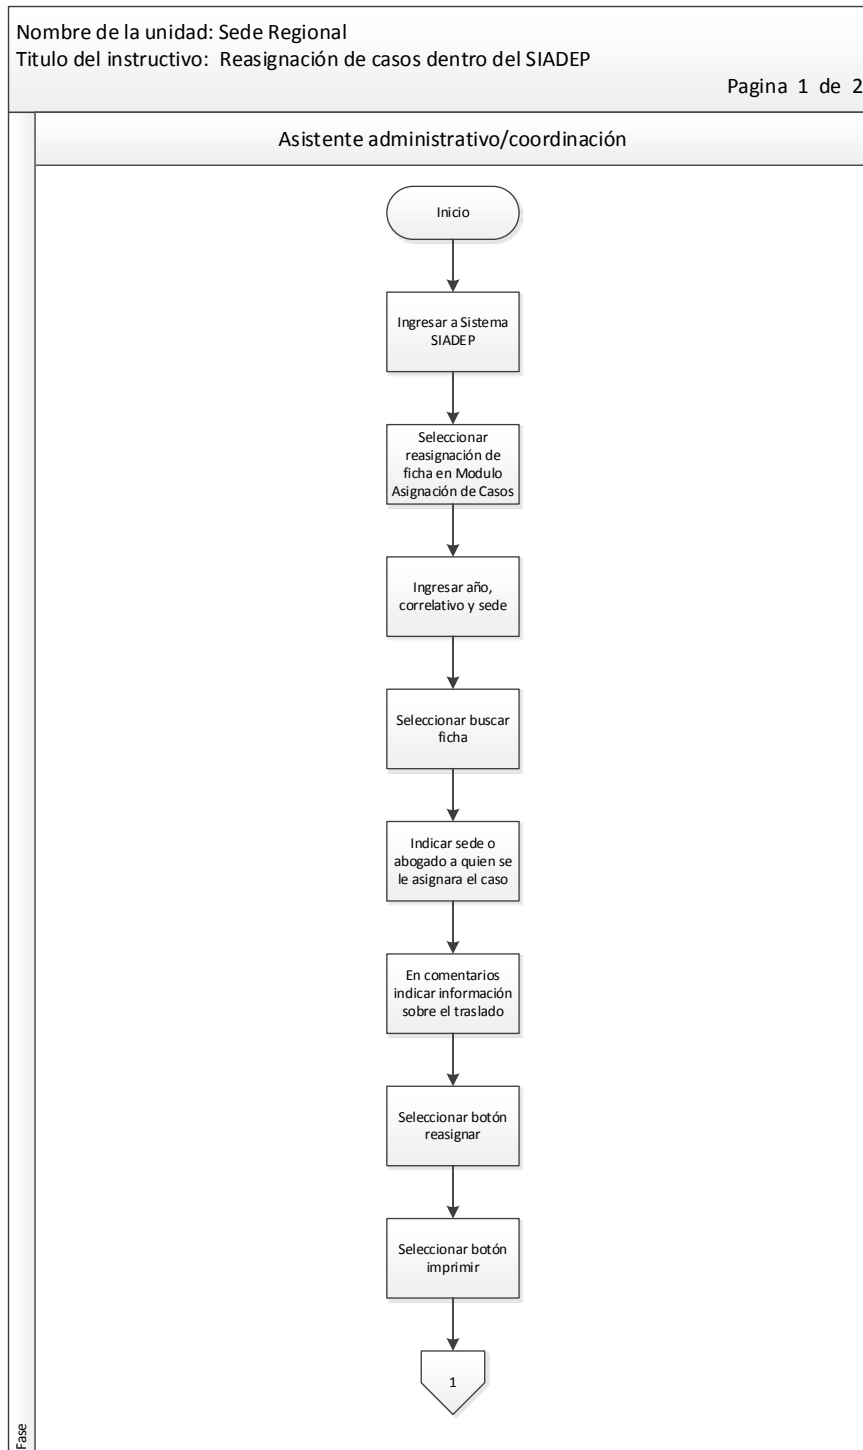 Nombre de la unidad: Sede Regional
Titulo del instructivo: Reasignación de casos dentro del SIADEP
Pagina 1 de 2
Asistente administrativo/coordinación
Inicio
Ingresar a Sistema
SIADEP
Seleccionar
reasignación de
ficha en Modulo
Asignación de Casos
Ingresar año,
correlativo y sede
Seleccionar buscar
ficha
Indicar sede o
abogado a quien se
le asignara el caso
En comentarios
indicar información
sobre el traslado
Seleccionar botón
reasignar
Seleccionar botón
imprimir
1
Fase